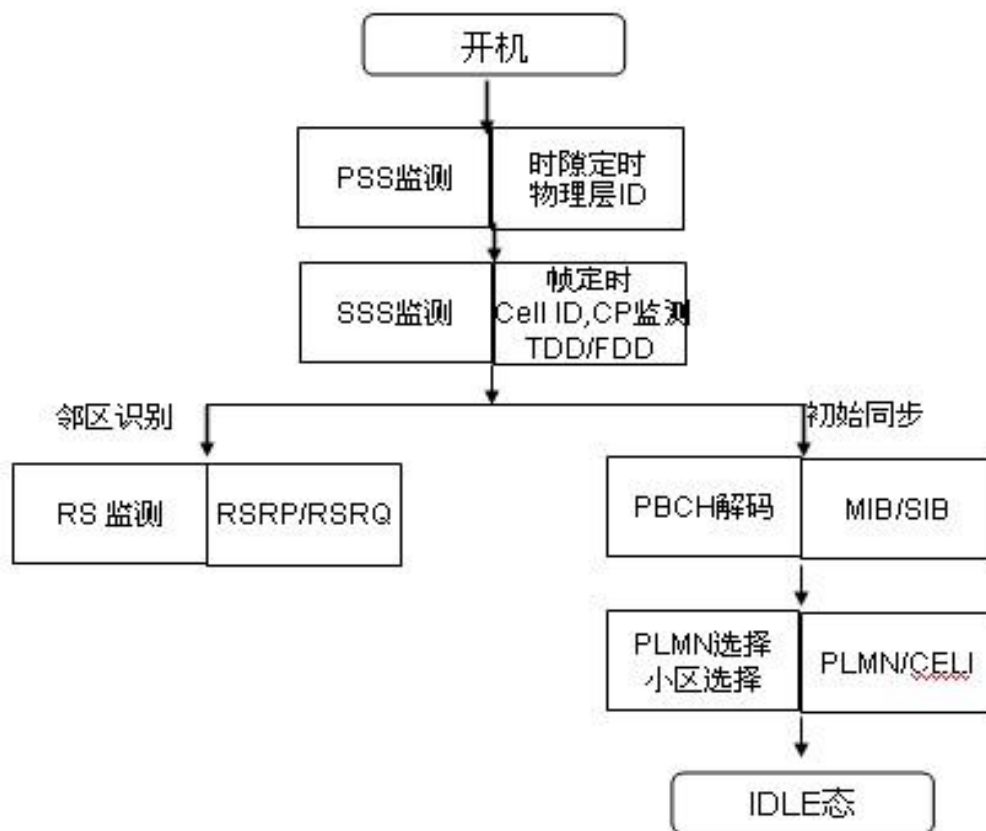 开机
PSS监测
时隙定时
物理层ID
SSS监测
帧定时
Cell ID,CP监测
TDD/FDD
邻区识别
初始同步
RS 监测
RSRP/RSRQ
PBCH解码
MIB/SIB
PLMN选择
小区选择
PLMN/CELl
IDLE态